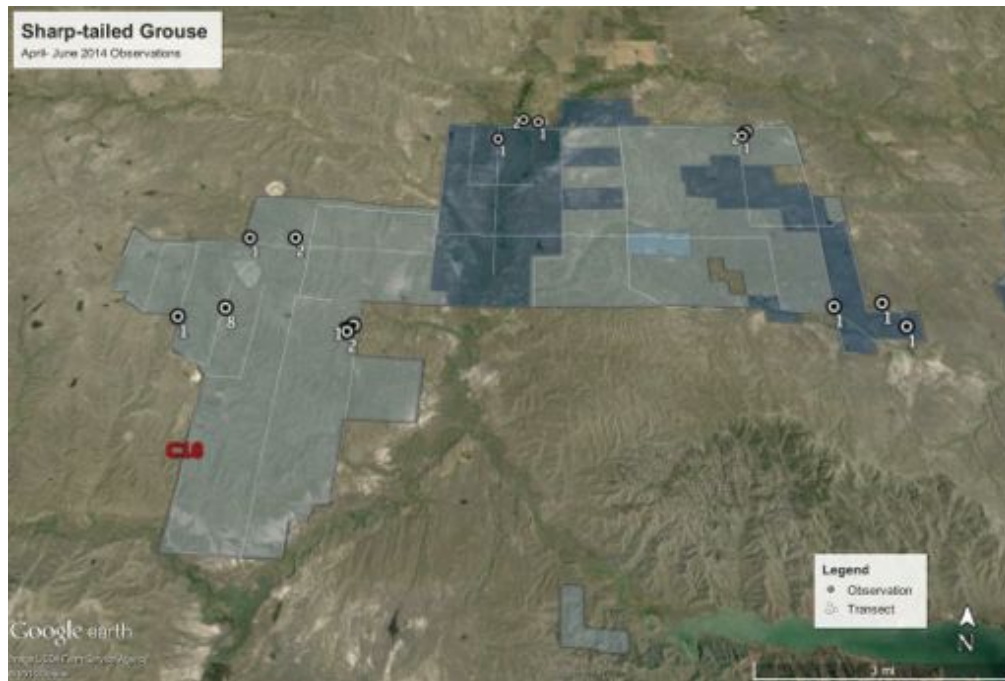 Sharp-tailed Grouse
April- June 2014 Observations
2 1
1
2 1
1 2
8
1
1 2
1 1
1
Legend
Observation
Transect
Google earth
N
3 mi